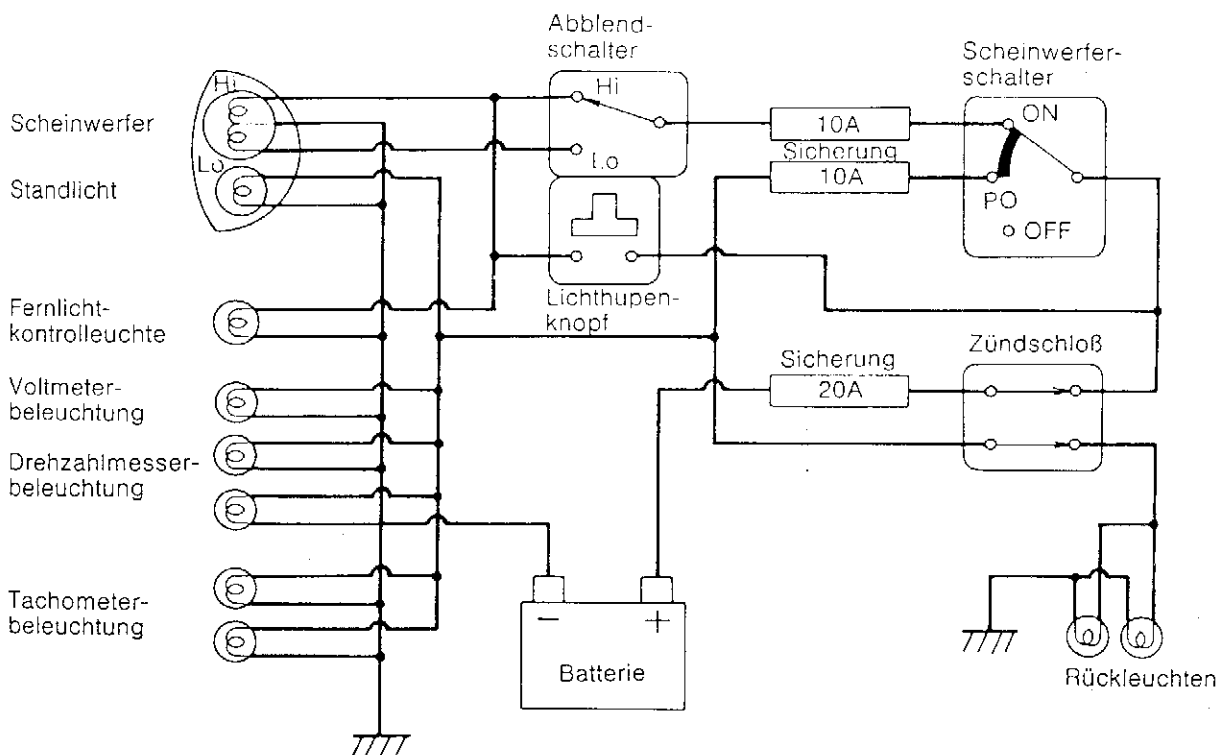 Abblend-
schalter
Hi
Lo
Scheinwerfer-
schalter
ON
PO
OFF
Hi
Lo
Scheinwerfer
Standlicht
10A
Sicherung
10A
Lichthupen-
knopf
Fernlicht-
kontrolleuchte
Voltmeter-
beleuchtung
Drehzahlmesser-
beleuchtung
Tachometer-
beleuchtung
Sicherung
20A
Zündschloß
- +
Batterie
Rückleuchten